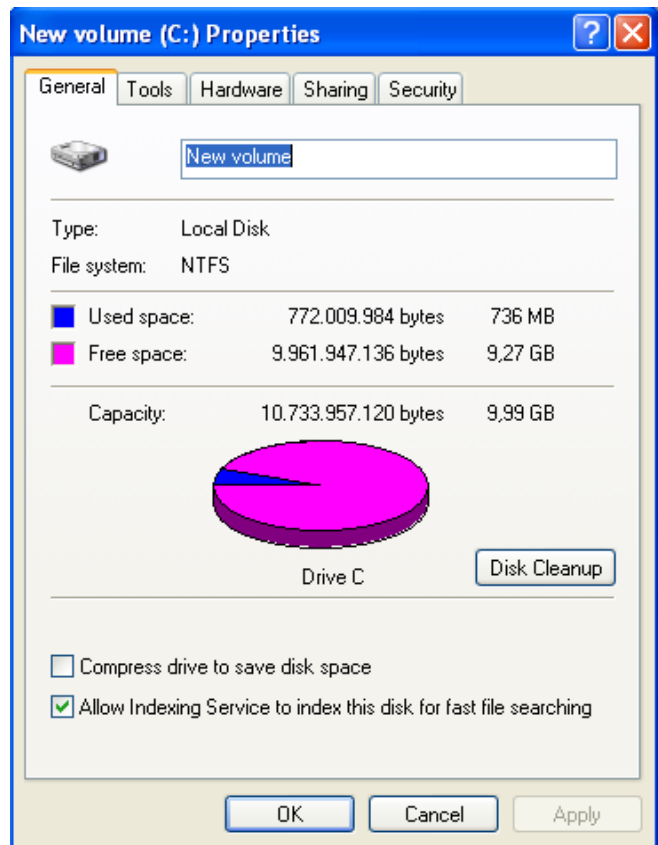 New volume (C:) Properties
General Tools Hardware Sharing Security
New volume
Type: Local Disk
File system: NTFS
Used space: 772.009.984 bytes 736 MB
Free space: 9.961.947.136 bytes 9,27 GB
Capacity: 10.733.957.120 bytes 9,99 GB
Drive C
Disk Cleanup
Compress drive to save disk space
Allow Indexing Service to index this disk for fast file searching
OK Cancel Apply